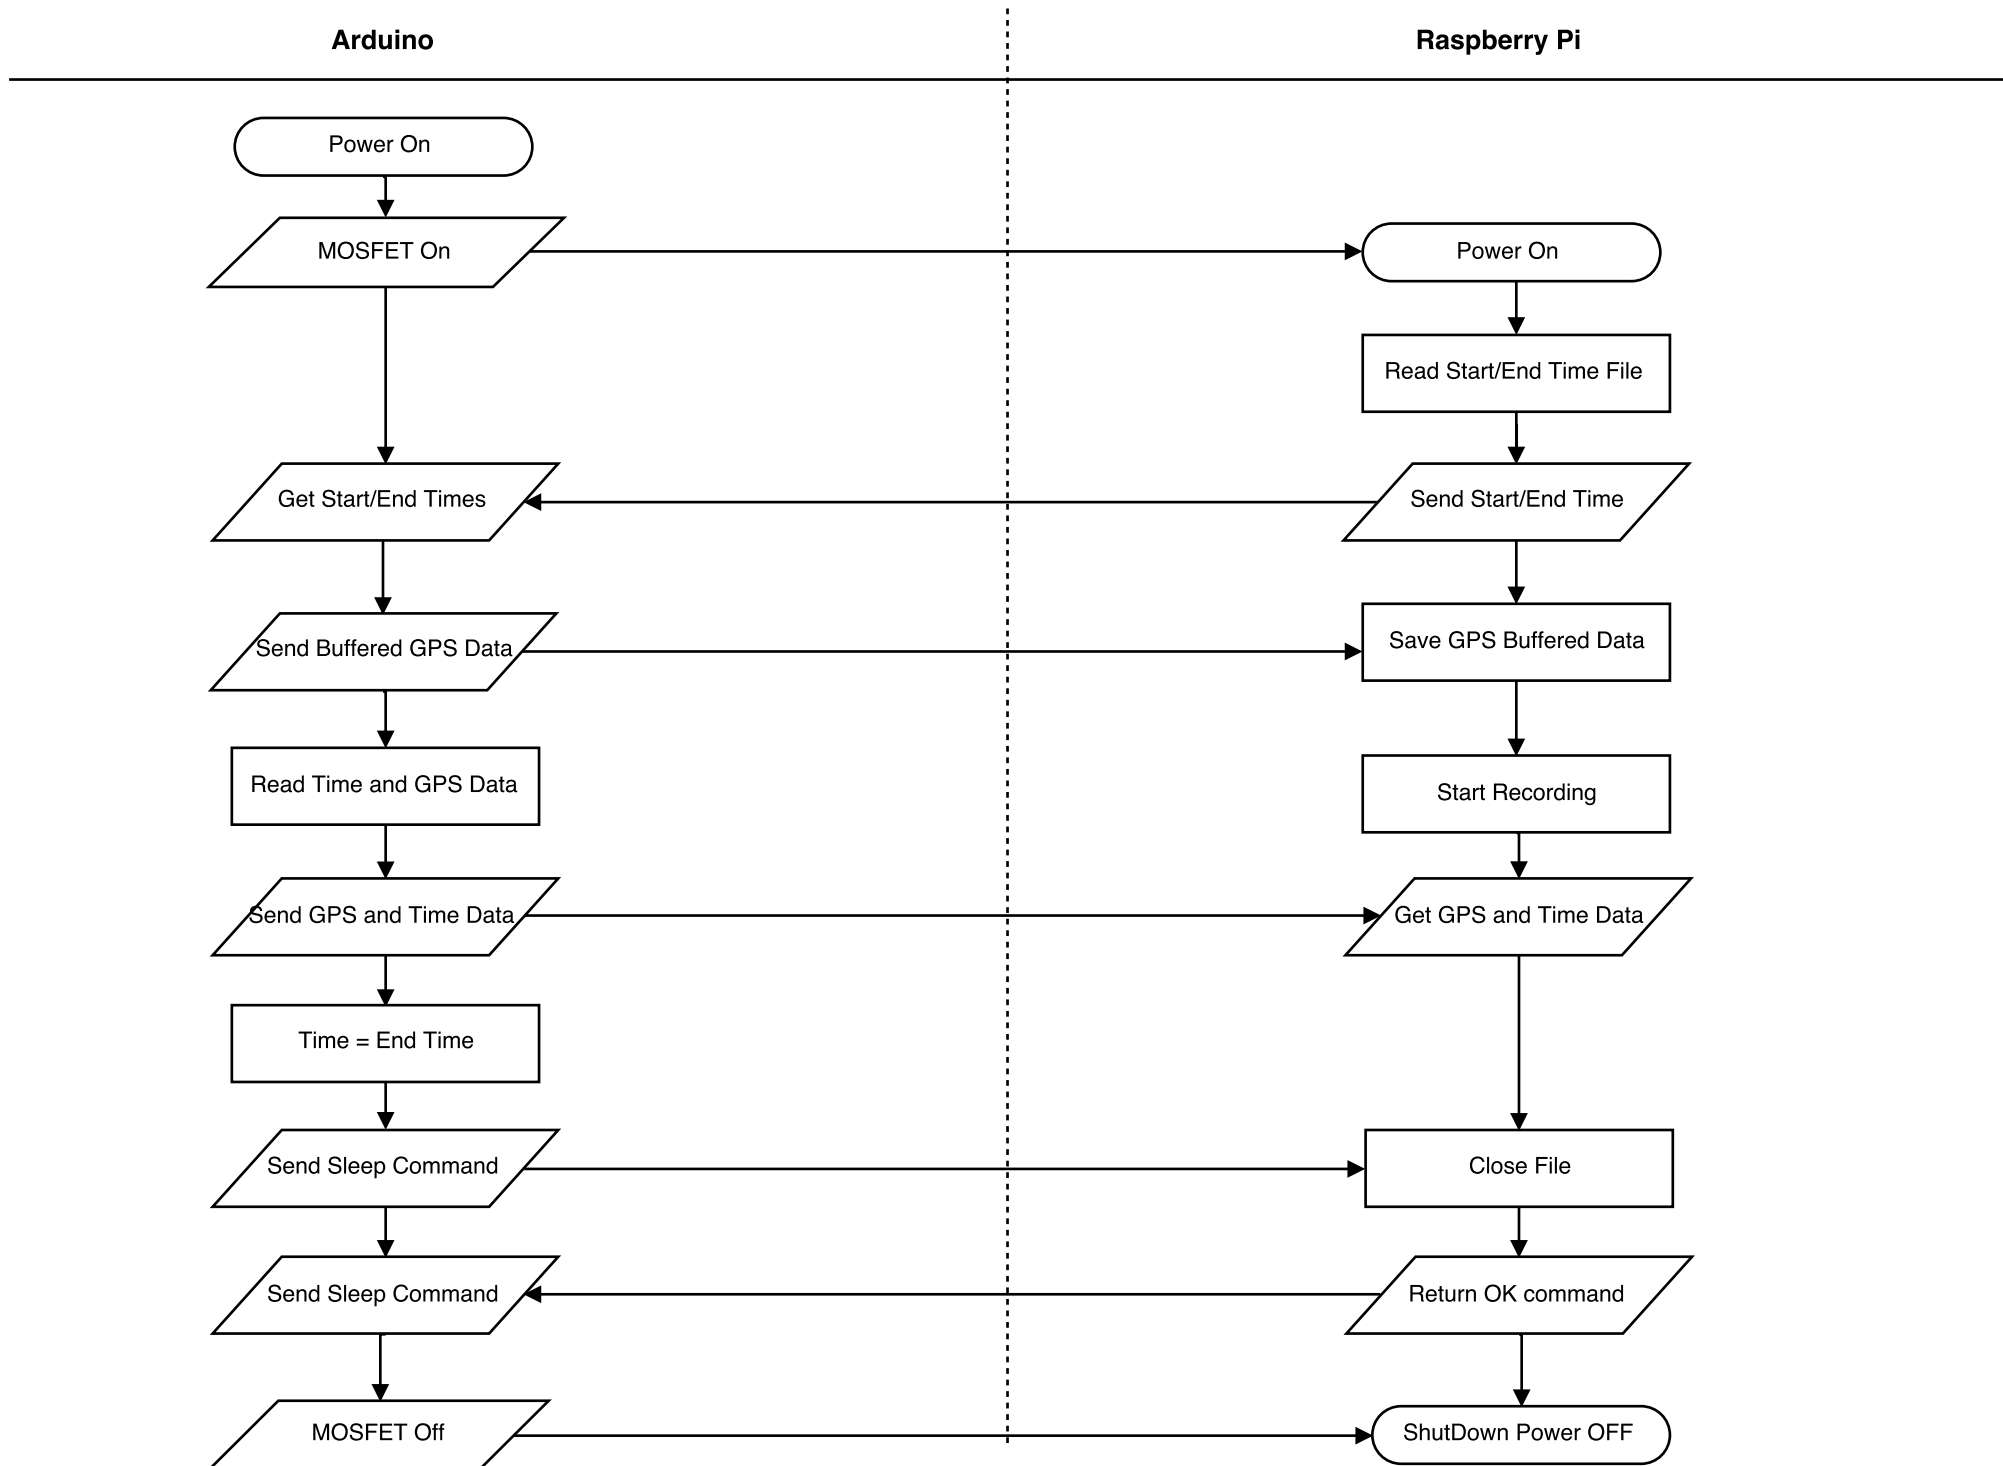 Arduino
Raspberry Pi
Power On
MOSFET On
Power On
Read Start/End Time File
Get Start/End Times
Send Start/End Time
Send Buffered GPS Data
Save GPS Buffered Data
Read Time and GPS Data
Start Recording
Send GPS and Time Data
Get GPS and Time Data
Time = End Time
Send Sleep Command
Close File
Send Sleep Command
Return OK command
MOSFET Off
ShutDown Power OFF